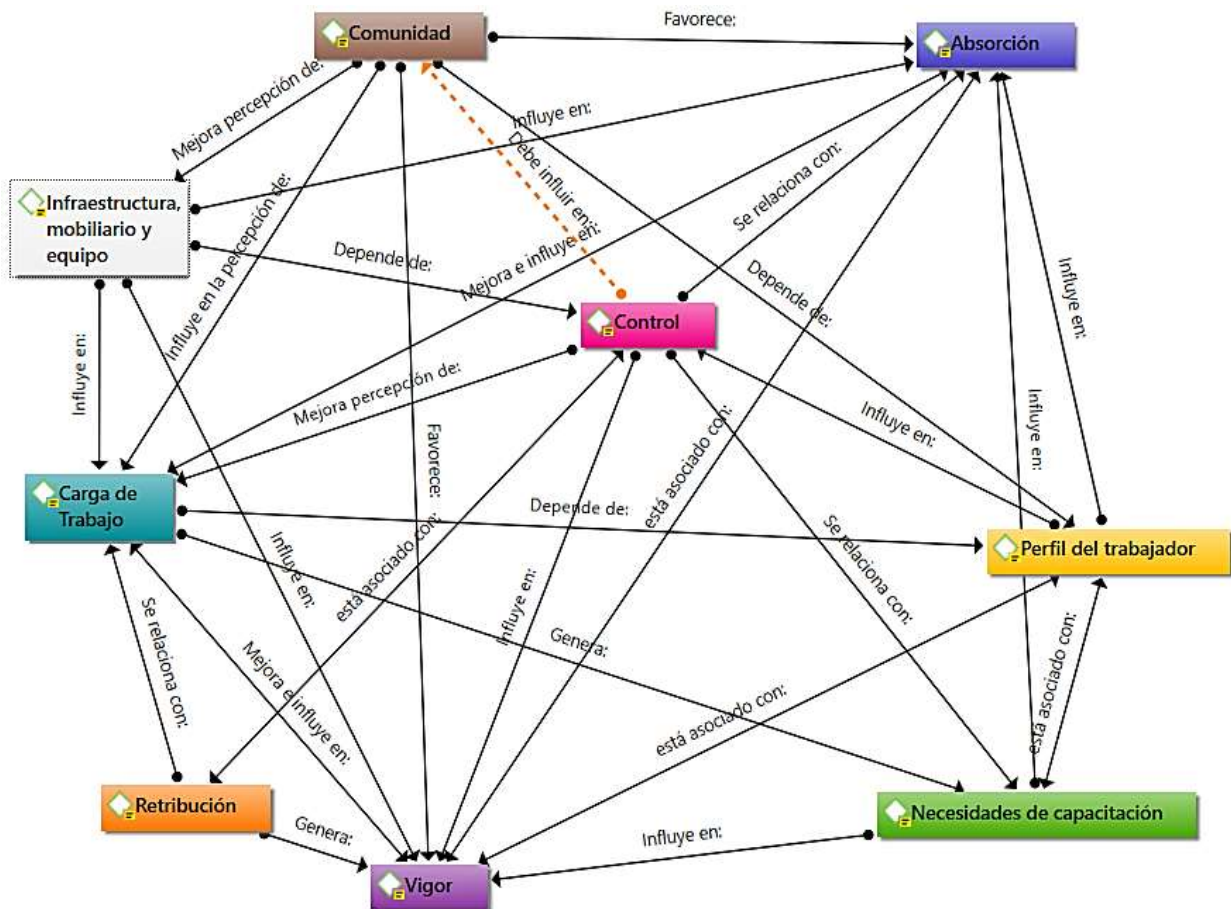 Favorece:
Comunidad
Absorción
Mejora percepción de:
Influye en:
Debe influir en:
Se relaciona con:
Infraestructura,
mobiliario y
equipo
Influye en la percepción de:
Mejora e influye en:
Depende de:
Depende de:
Influye en:
Control
Influye en:
Mejora percepción de:
Influye en:
Influye en:
Favorece:
está asociado con:
Carga de
Trabajo
Depende de:
Perfil del trabajador
Influye en:
está asociado con:
Influye en:
Se relaciona con:
Se relaciona con:
Mejora e influye en:
Genera:
está asociado con:
está asociado con:
Retribución
Necesidades de capacitación
Genera:
Influye en:
Vigor